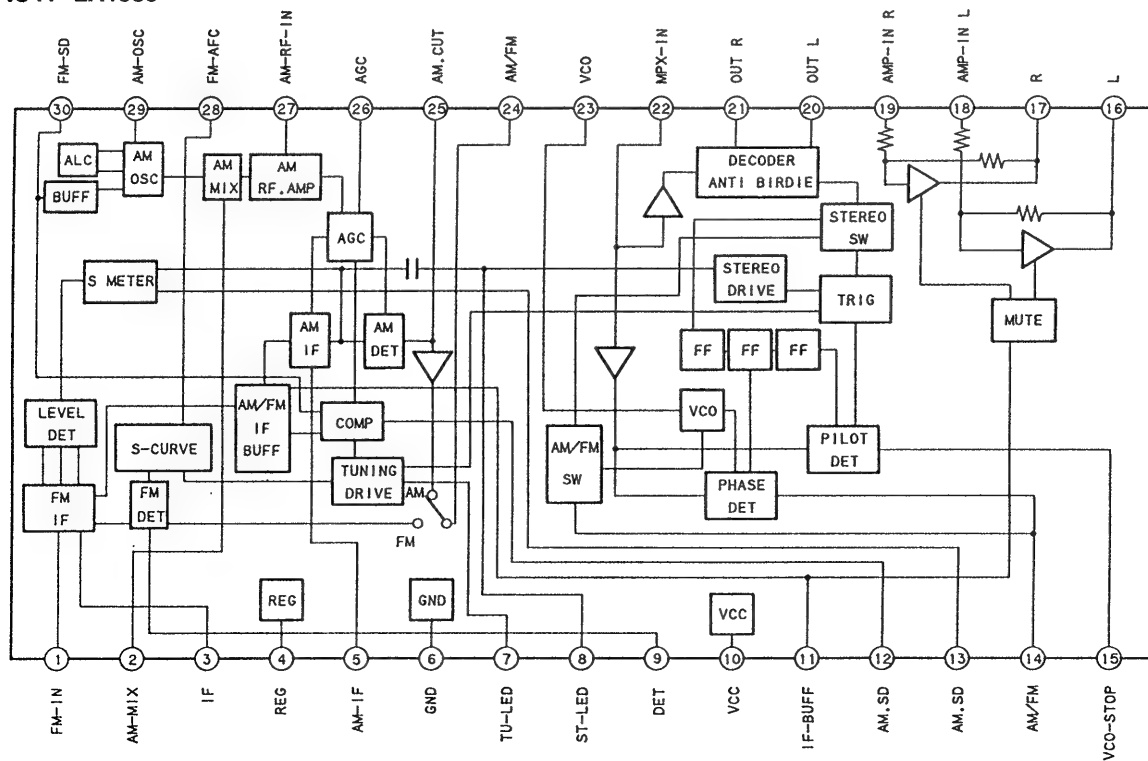 FM-SD
AM-OSC
FM-AFC
AM-RF-IN
AGC
AM.CUT
AM/FM
VCO
MPX-IN
OUT R
OUT L
AMP-IN R
AMP-IN L
R
L
30
29
28
27
26
25
24
23
22
21
20
19
18
17
16
ALC
BUFF
AM
OSC
AM
MIX
AM
RF.AMP
AGC
DECODER
ANTI BIRDIE
STEREO
SW
S METER
STEREO
DRIVE
TRIG
MUTE
AM
IF
AM
DET
FF
FF
FF
LEVEL
DET
S-CURVE
AM/FM
IF
BUFF
COMP
VCO
AM/FM
SW
PILOT
DET
FM
IF
FM
DET
TUNING
DRIVE
AM
FM
PHASE
DET
REG
GND
VCC
1
2
3
4
5
6
7
8
9
10
11
12
13
14
15
FM-IN
AM-MIX
IF
REG
AM-IF
GND
TU-LED
ST-LED
DET
VCC
IF-BUFF
AM.SD
AM.SD
AM/FM
VCO-STOP